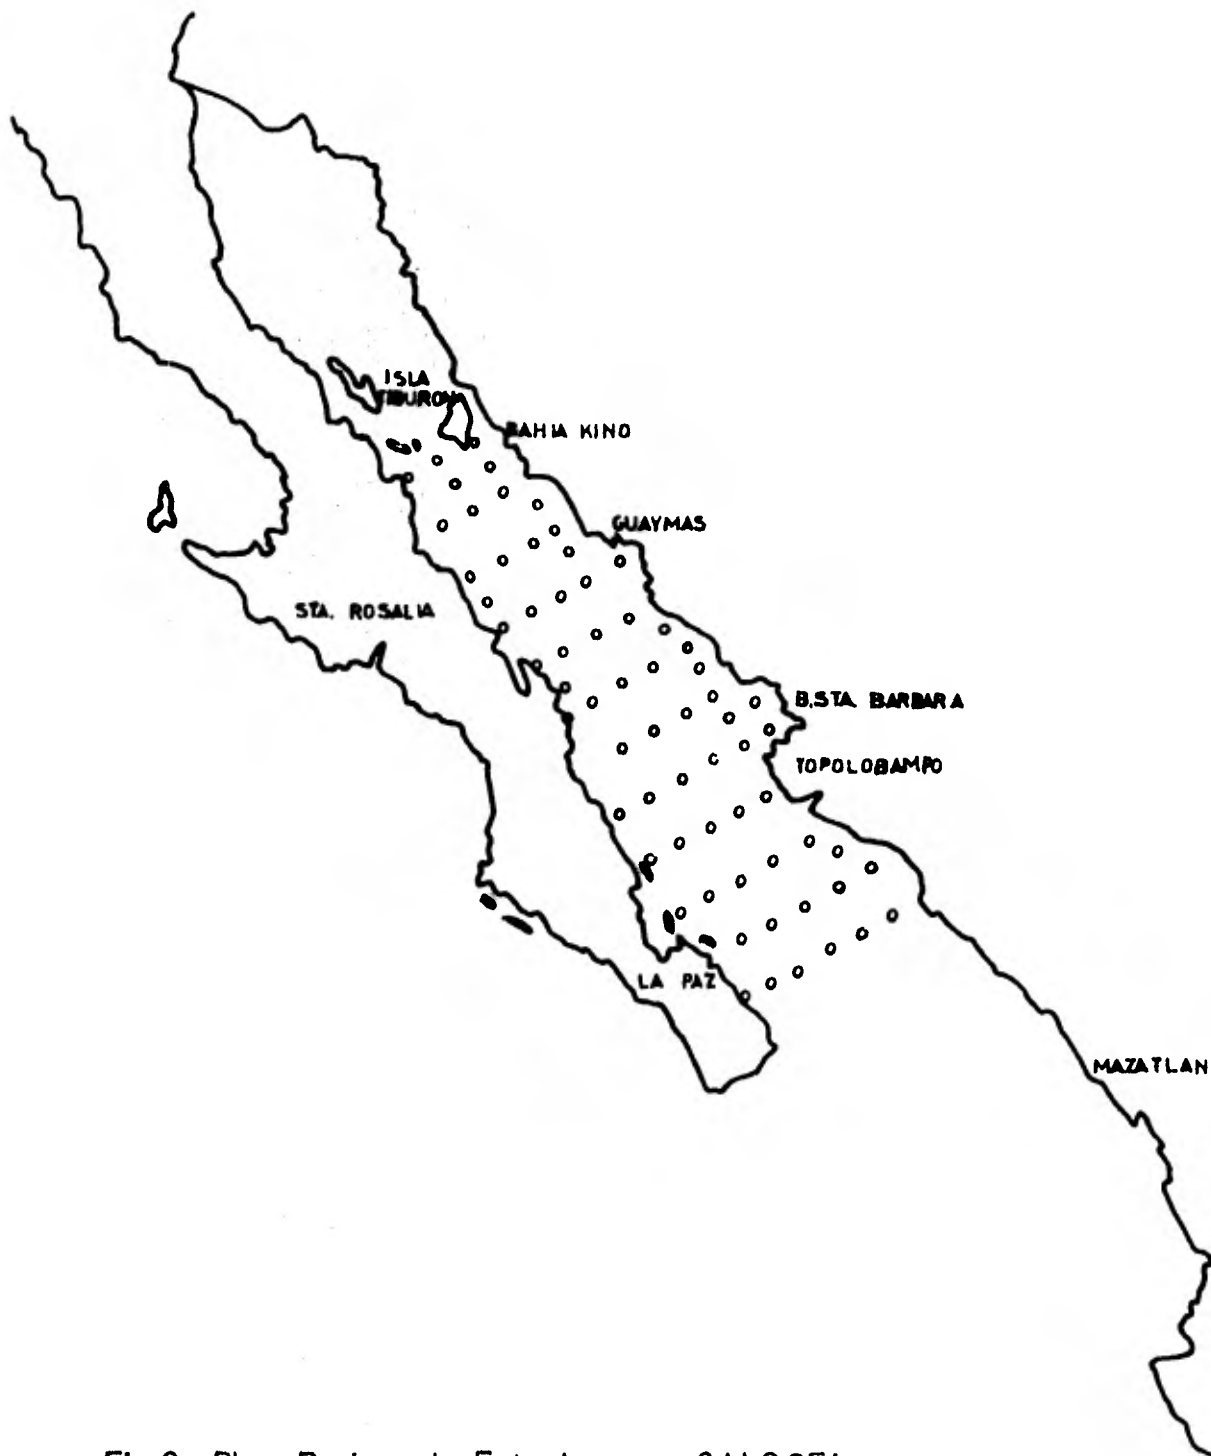 ISLA
TIBURON
BAHIA KINO
GUAYMAS
STA. ROSALIA
B.STA. BARBARA
TOPOLOBAMPO
LA PAZ
MAZATLAN